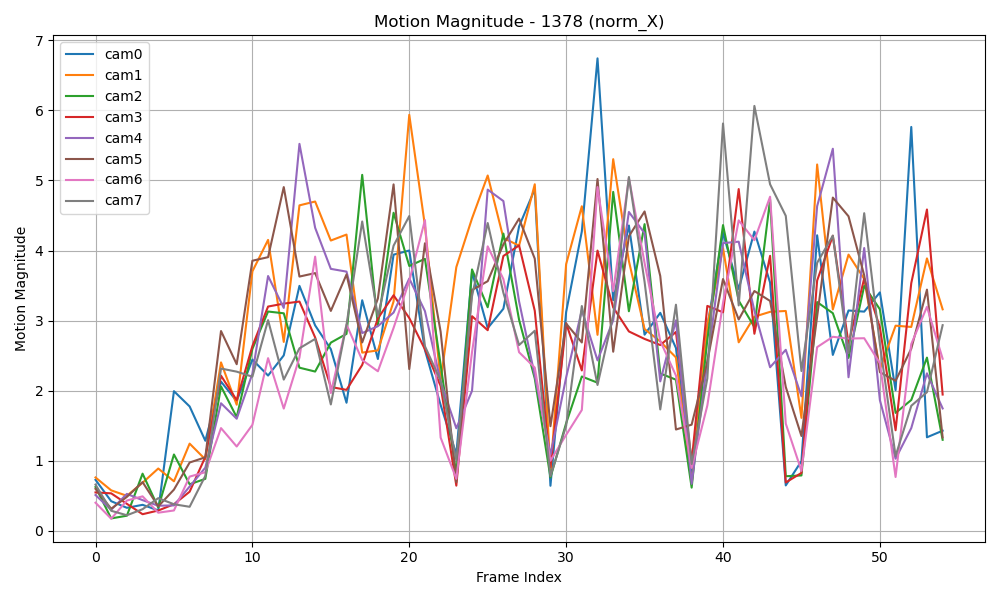 Motion Magnitude - 1378 (norm_X)
7
6
5
4
3
2
1
0
Motion Magnitude
cam0
cam1
cam2
cam3
cam4
cam5
cam6
cam7
0
10
20
30
40
50
Frame Index